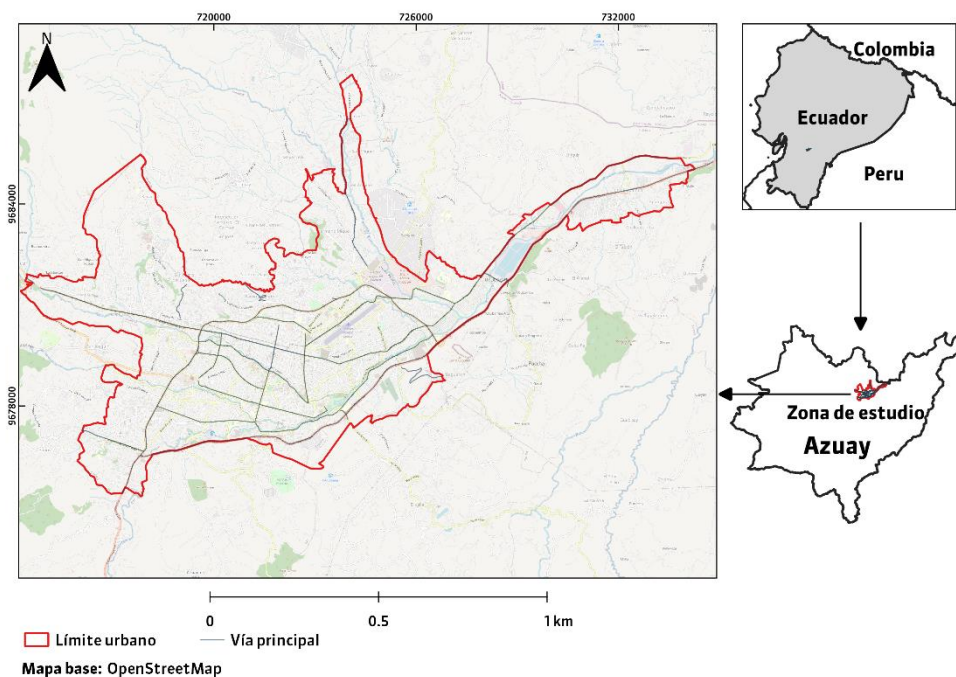 720000
726000
732000
N
9684000
9678000
Colombia
Ecuador
Peru
Zona de estudio
Azuay
0
0.5
1 km
Límite urbano
Vía principal
Mapa base: OpenStreetMap